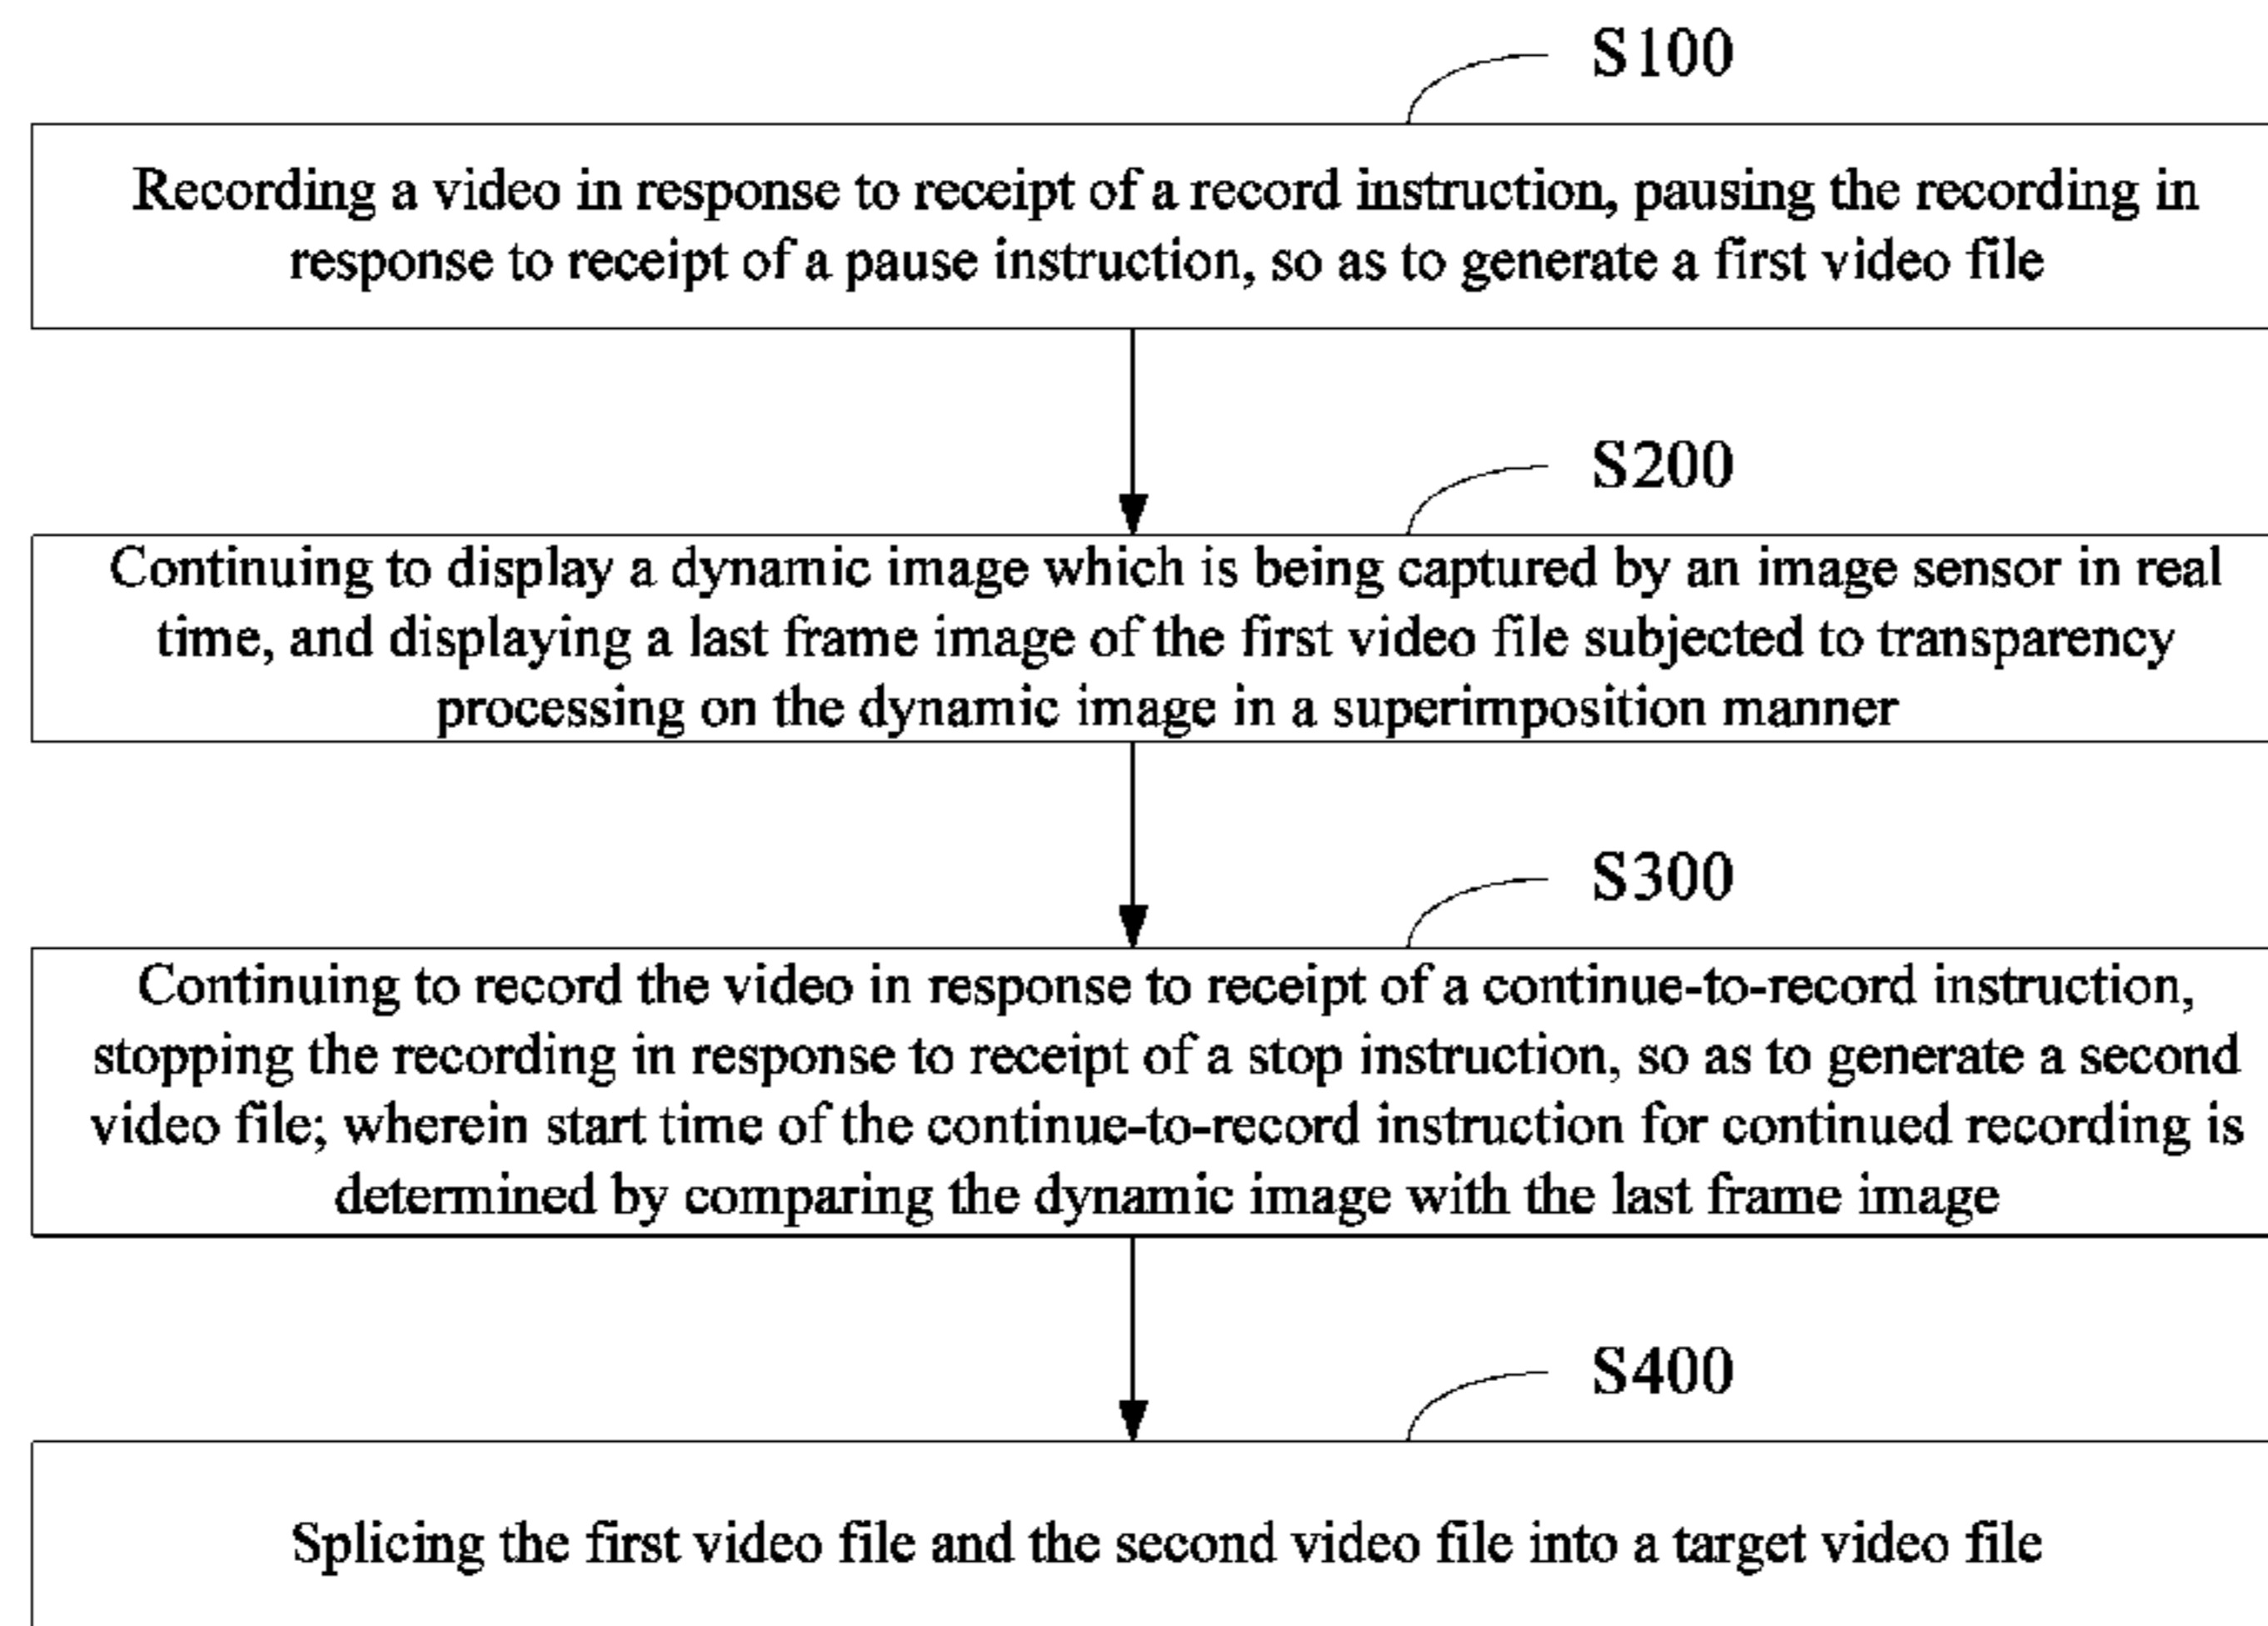 S100
Recording a video in response to receipt of a record instruction, pausing the recording in
response to receipt of a pause instruction, so as to generate a first video file
S200
Continuing to display a dynamic image which is being captured by an image sensor in real
time, and displaying a last frame image of the first video file subjected to transparency
processing on the dynamic image in a superimposition manner
S300
Continuing to record the video in response to receipt of a continue-to-record instruction,
stopping the recording in response to receipt of a stop instruction, so as to generate a second
video file; wherein start time of the continue-to-record instruction for continued recording is
determined by comparing the dynamic image with the last frame image
S400
Splicing the first video file and the second video file into a target video file